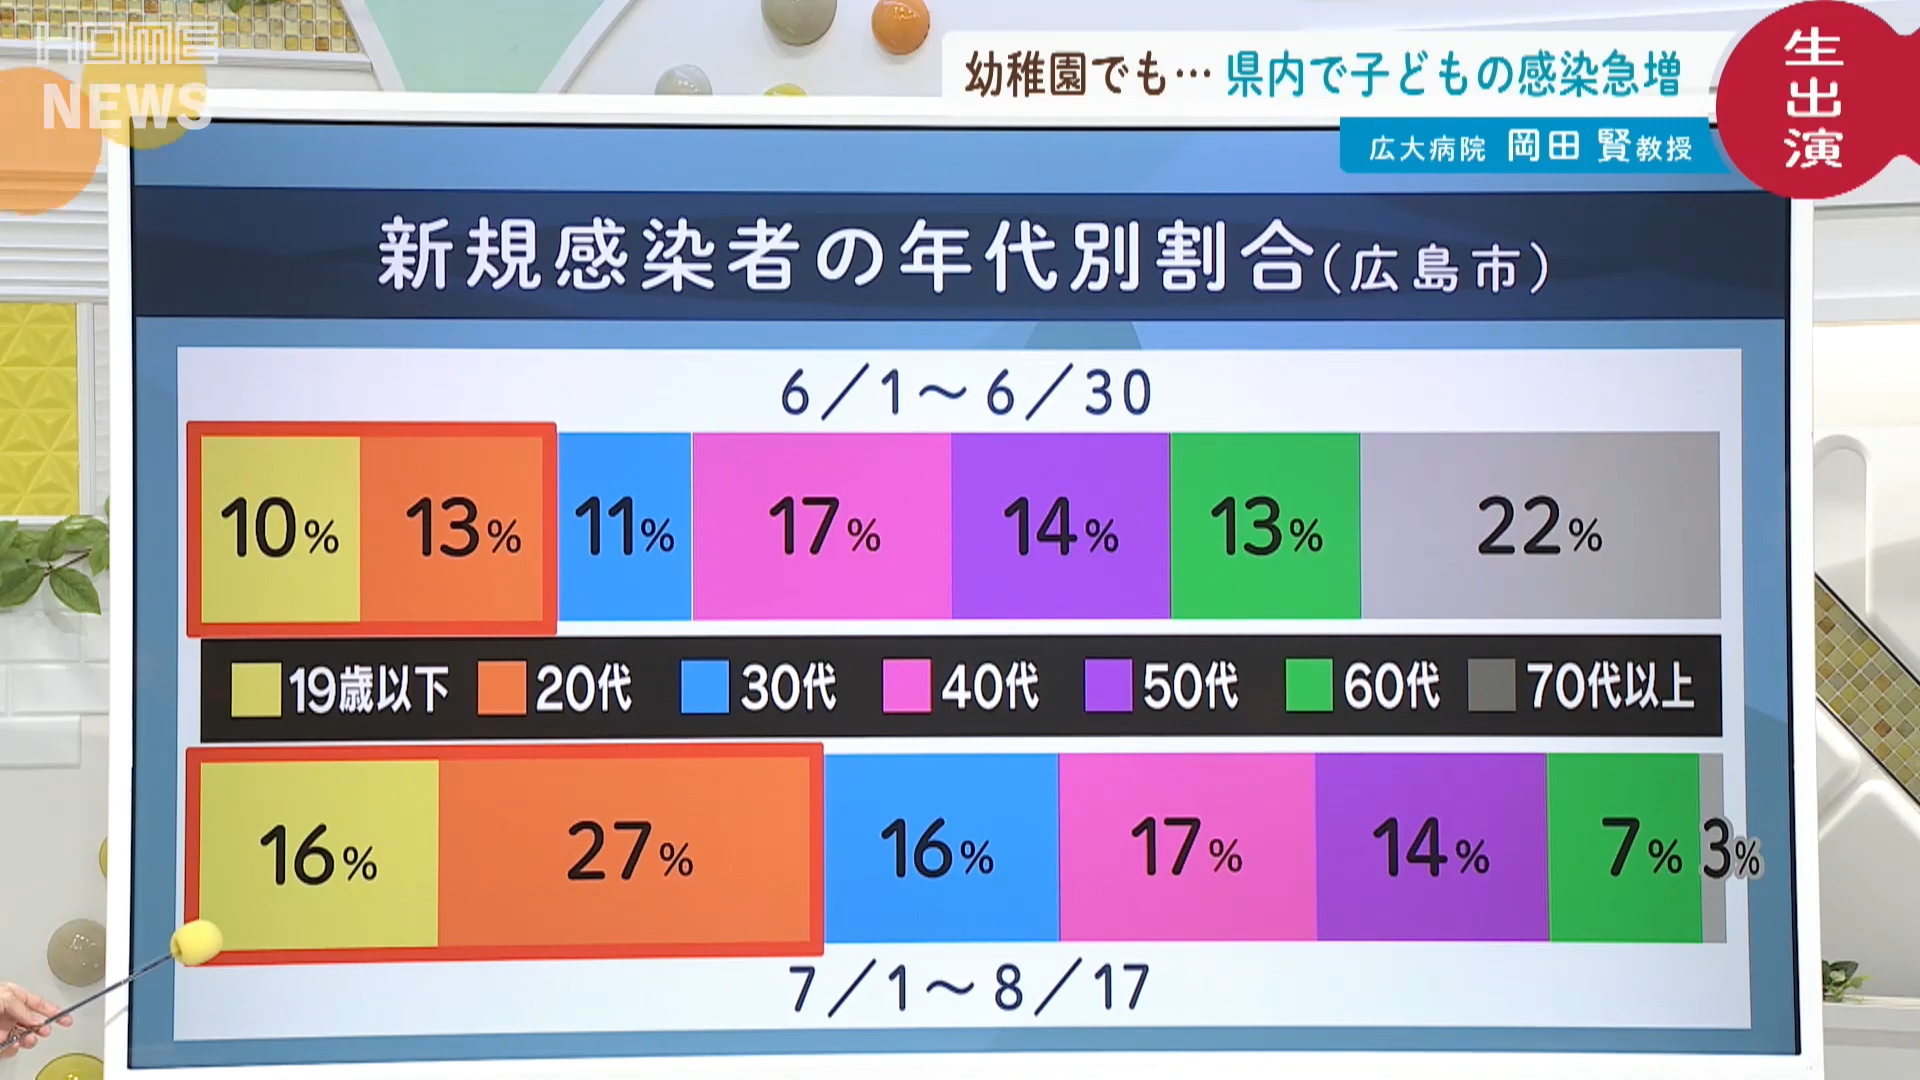 HOME
NEWS
幼稚園でも…県内で子どもの感染急増
生出演
広大病院 岡田 賢教授
新規感染者の年代別割合(広島市)
6/1～6/30
10% 13% 11% 17% 14% 13% 22%
19歳以下 20代 30代 40代 50代 60代 70代以上
16% 27% 16% 17% 14% 7% 3%
7/1～8/17